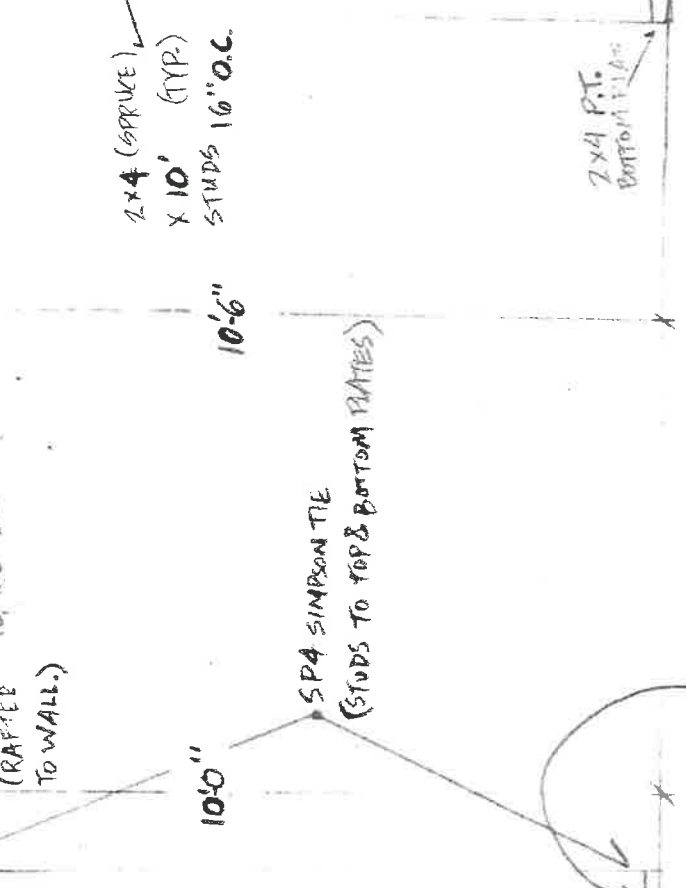 (RAFTER
TO WALL.)
10'0"
SP4 SIMPSON TIE
(STUDS TO TOP & BOTTOM PLATES)
10'-6"
2x4 (SPRUCE)
x 10' (TYP.)
STUDS 16" O.C.
2x4 P.T.
BOTTOM PLATE